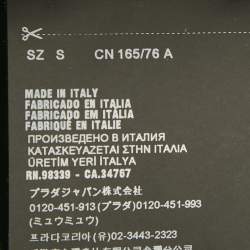 SZ S CN 165/76 A
MADE IN ITALY
FABRICADO EN ITALIA
FABRICADO EM ITÁLIA
FABRIQUÉ EN ITALIE
ПРОИЗВЕДЕНО В ИТАЛИЯ
ΚΑΤΑΣΚΕΥΑΖΕΤΑΙ ΣΤΗΝ ΙΤΑΛΙΑ
ÜRETİM YERİ İTALYA
RN.98339 - CA.34767
プラダジャパン株式会社
0120-451-913 (プラダ) 0120-451-993
(ミュウミュウ)
프라다코리아(유) 02-3443-2323